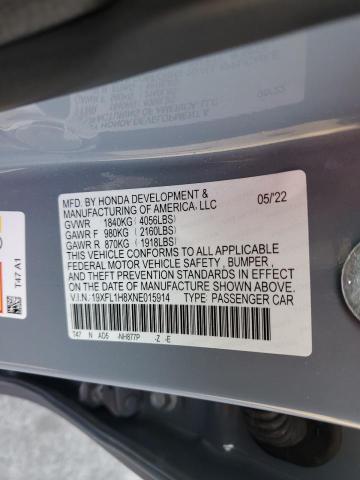 MFD. BY HONDA DEVELOPMENT & 05/'22
MANUFACTURING OF AMERICA, LLC
GVWR 1840KG (4056LBS)
GAWR F 980KG (2160LBS)
GAWR R 870KG (1918LBS)
THIS VEHICLE CONFORMS TO ALL APPLICABLE
FEDERAL MOTOR VEHICLE SAFETY, BUMPER,
AND THEFT PREVENTION STANDARDS IN EFFECT
ON THE DATE OF MANUFACTURE SHOWN ABOVE.
V.I.N.: 19XFL1H8XNE015914 TYPE: PASSENGER CAR
T47 N AD5 -NH877P -Z -E
T47 A1